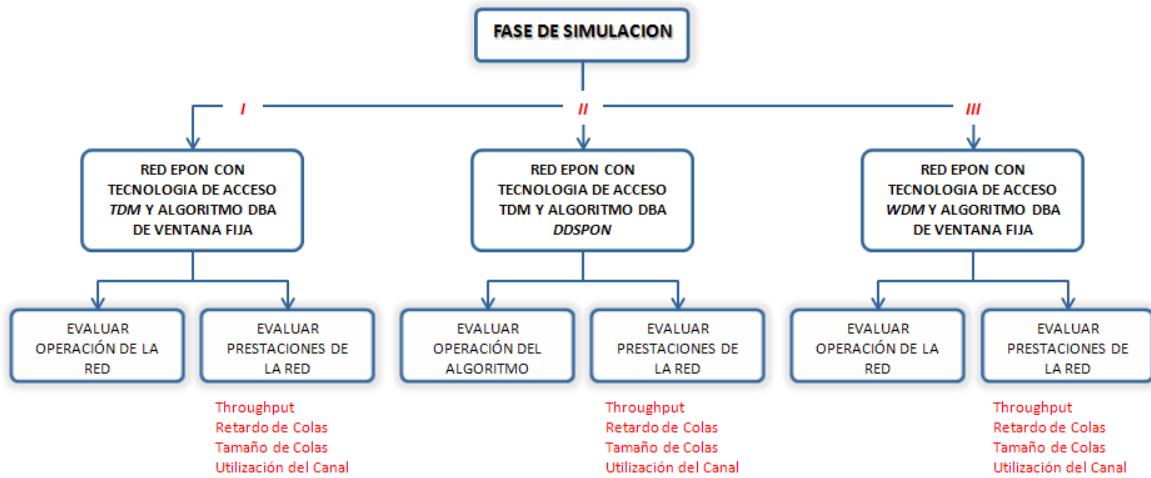 FASE DE SIMULACION
I
II
III
RED EPON CON
TECNOLOGIA DE ACCESO
TDM Y ALGORITMO DBA
DE VENTANA FIJA
RED EPON CON
TECNOLOGIA DE ACCESO
TDM Y ALGORITMO DBA
DDSPON
RED EPON CON
TECNOLOGIA DE ACCESO
WDM Y ALGORITMO DBA
DE VENTANA FIJA
EVALUAR
OPERACIÓN DE LA
RED
EVALUAR
PRESTACIONES DE
LA RED
EVALUAR
OPERACIÓN DEL
ALGORITMO
EVALUAR
PRESTACIONES DE
LA RED
EVALUAR
OPERACIÓN DE LA
RED
EVALUAR
PRESTACIONES DE
LA RED
Throughput
Retardo de Colas
Tamaño de Colas
Utilización del Canal
Throughput
Retardo de Colas
Tamaño de Colas
Utilización del Canal
Throughput
Retardo de Colas
Tamaño de Colas
Utilización del Canal